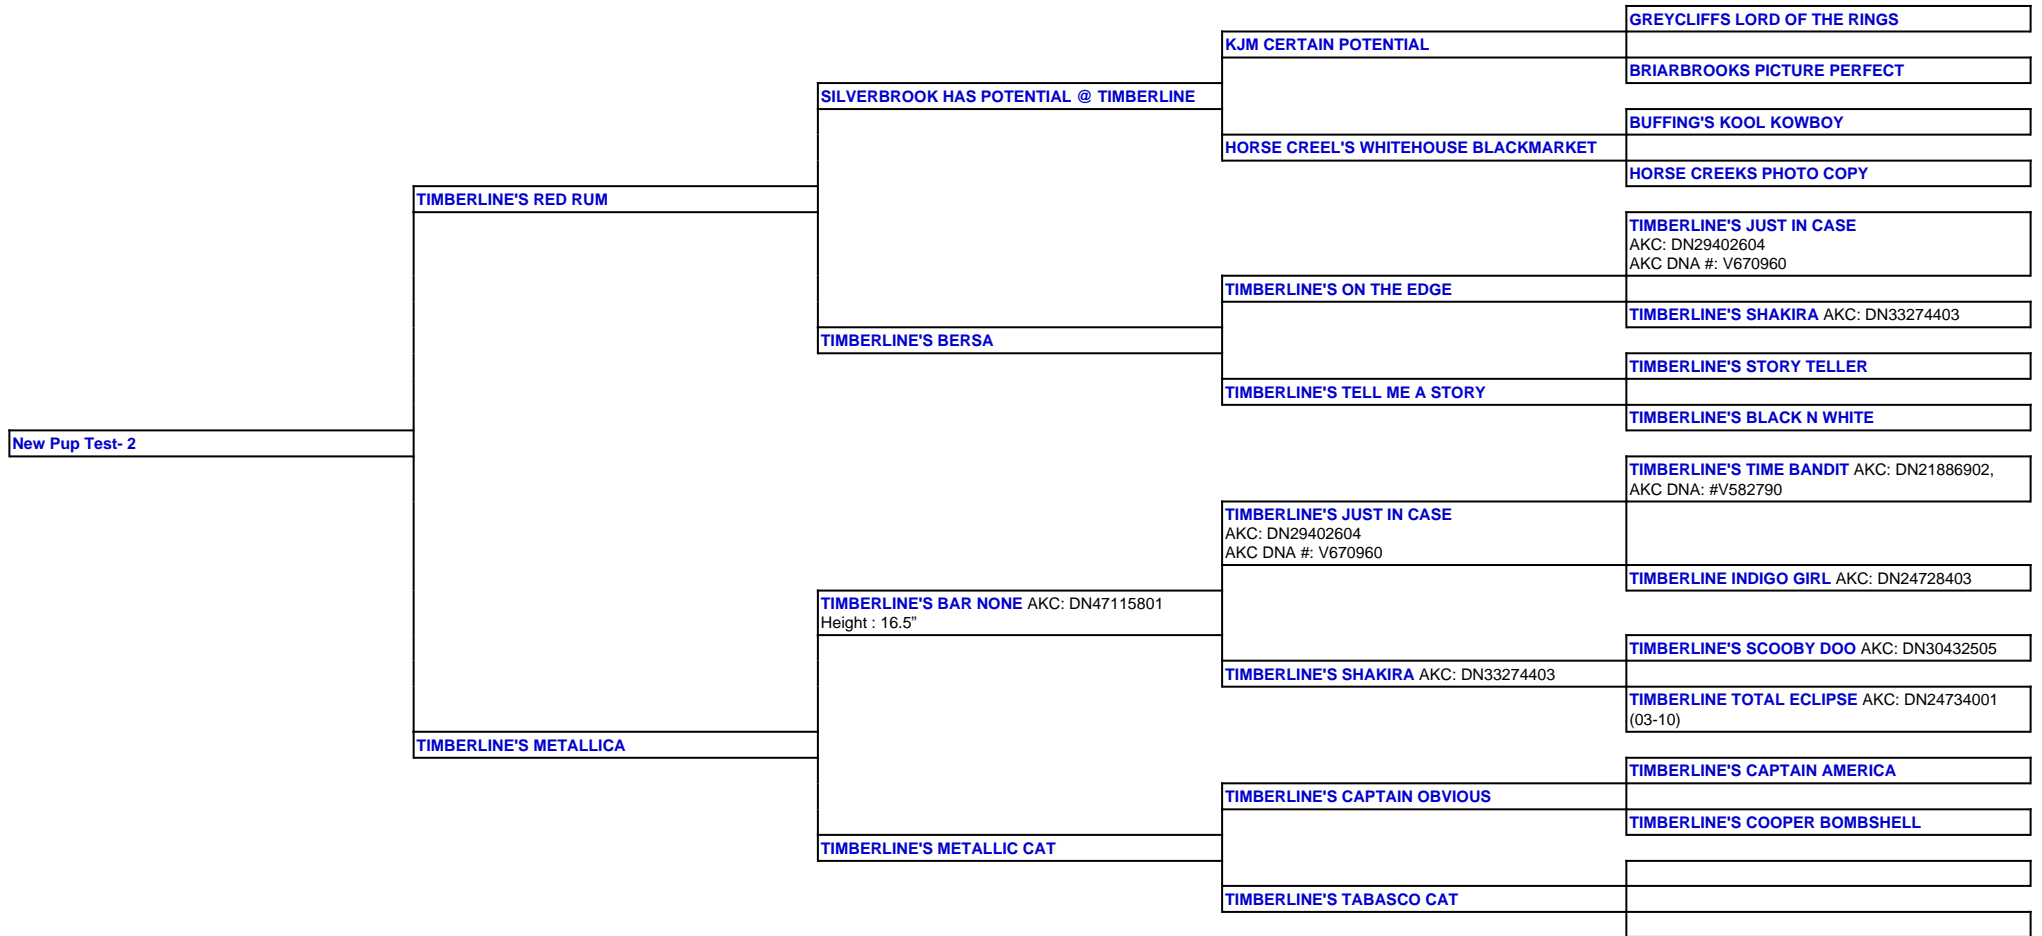 GREYCLIFFS LORD OF THE RINGS
KJM CERTAIN POTENTIAL
BRIARBROOKS PICTURE PERFECT
SILVERBROOK HAS POTENTIAL @ TIMBERLINE
BUFFING'S KOOL KOWBOY
HORSE CREEL'S WHITEHOUSE BLACKMARKET
HORSE CREEKS PHOTO COPY
TIMBERLINE'S RED RUM
TIMBERLINE'S JUST IN CASE
AKC: DN29402604
AKC DNA #: V670960
TIMBERLINE'S ON THE EDGE
TIMBERLINE'S SHAKIRA AKC: DN33274403
TIMBERLINE'S BERSA
TIMBERLINE'S STORY TELLER
TIMBERLINE'S TELL ME A STORY
TIMBERLINE'S BLACK N WHITE
New Pup Test- 2
TIMBERLINE'S TIME BANDIT AKC: DN21886902,
AKC DNA: #V582790
TIMBERLINE'S JUST IN CASE
AKC: DN29402604
AKC DNA #: V670960
TIMBERLINE INDIGO GIRL AKC: DN24728403
TIMBERLINE'S BAR NONE AKC: DN47115801
Height : 16.5”
TIMBERLINE'S SCOOBY DOO AKC: DN30432505
TIMBERLINE'S SHAKIRA AKC: DN33274403
TIMBERLINE TOTAL ECLIPSE AKC: DN24734001
(03-10)
TIMBERLINE'S METALLICA
TIMBERLINE'S CAPTAIN AMERICA
TIMBERLINE'S CAPTAIN OBVIOUS
TIMBERLINE'S COOPER BOMBSHELL
TIMBERLINE'S METALLIC CAT
TIMBERLINE'S TABASCO CAT